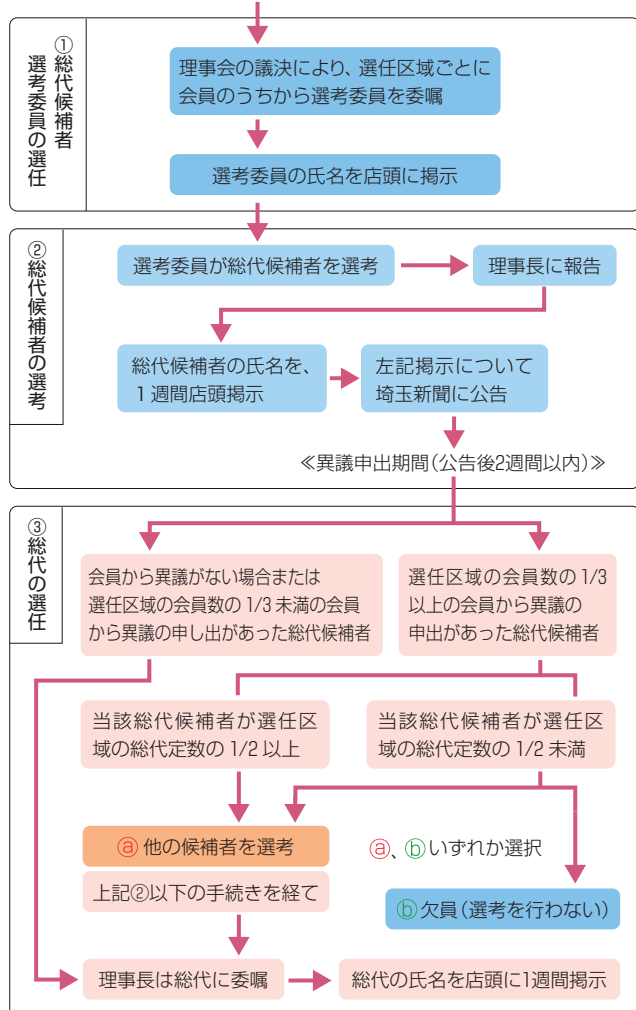 ①総代候補者
選考委員の選任
理事会の議決により、選任区域ごとに
会員のうちから選考委員を委嘱
選考委員の氏名を店頭に掲示
②総代候補者の選考
選考委員が総代候補者を選考
理事長に報告
総代候補者の氏名を、
1週間店頭掲示
左記掲示について
埼玉新聞に公告
≪異議申出期間(公告後2週間以内)≫
③総代の選任
会員から異議がない場合または
選任区域の会員数の1/3未満の会員
から異議の申し出があった総代候補者
選任区域の会員数の1/3
以上の会員から異議の
申出があった総代候補者
当該総代候補者が選任区
域の総代定数の1/2以上
当該総代候補者が選任区
域の総代定数の1/2未満
ⓐ他の候補者を選考
ⓐ、ⓑいずれか選択
上記②以下の手続きを経て
ⓑ欠員(選考を行わない)
理事長は総代に委嘱
総代の氏名を店頭に1週間掲示